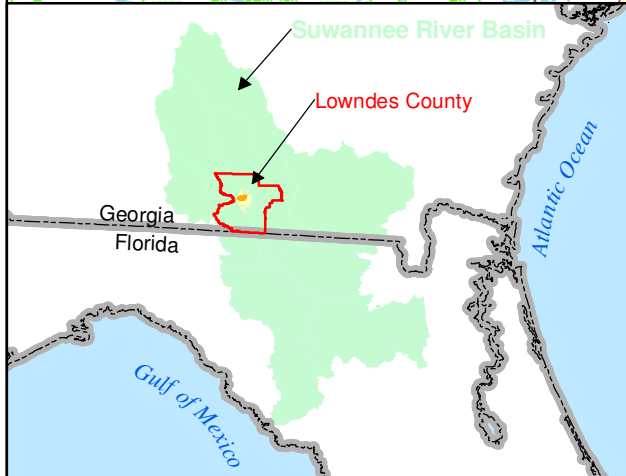 Suwannee River Basin
Lowndes County
Atlantic Ocean
Georgia
Florida
Gulf of Mexico